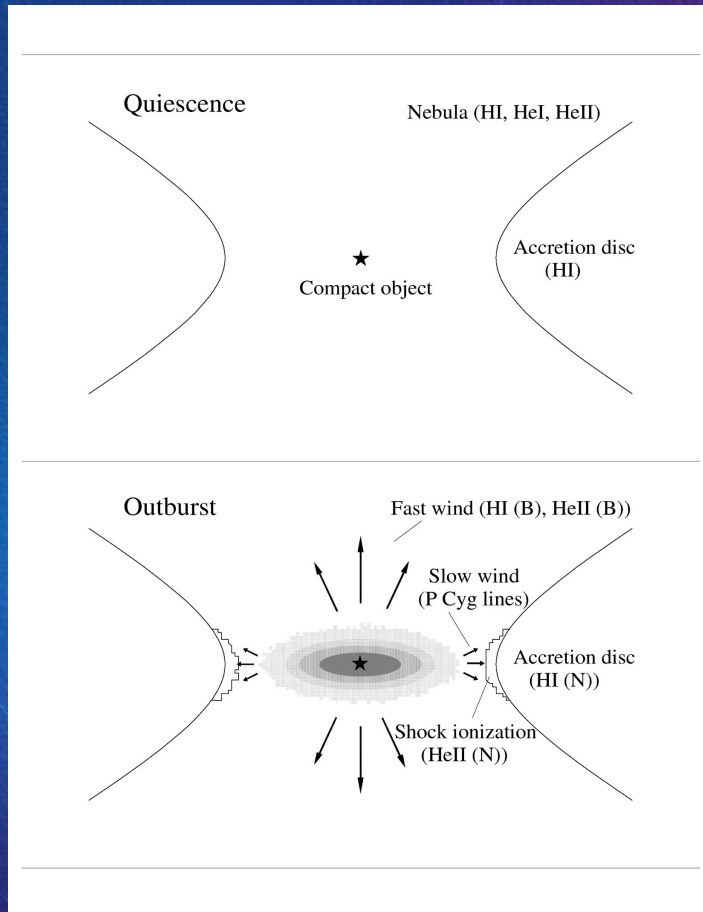 Quiescence
Nebula (HI, HeI, HeII)
Accretion disc
(HI)
Compact object
Outburst
Fast wind (HI (B), HeII (B))
Slow wind
(P Cyg lines)
Accretion disc
(HI (N))
Shock ionization
(HeII (N))